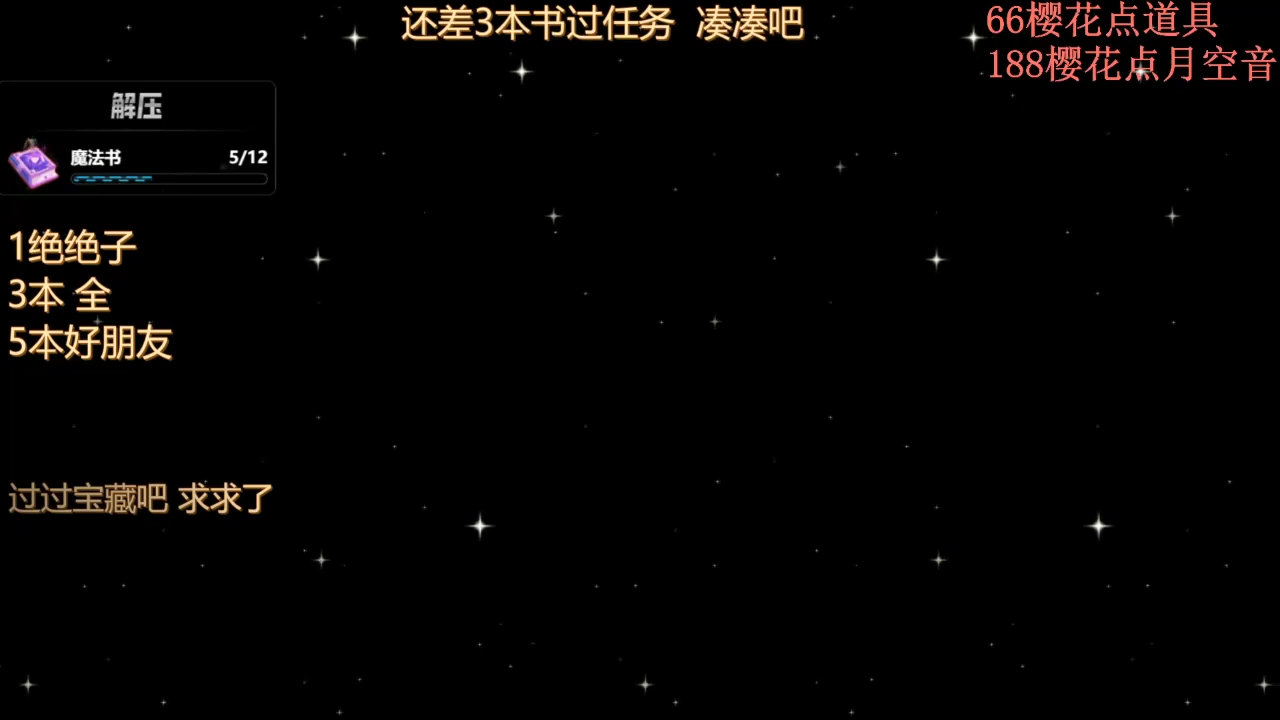 还差3本书过任务 凑凑吧
66樱花点道具
188樱花点月空音
解压
魔法书 5/12
1绝绝子
3本 全
5本好朋友
过过宝藏吧 求求了